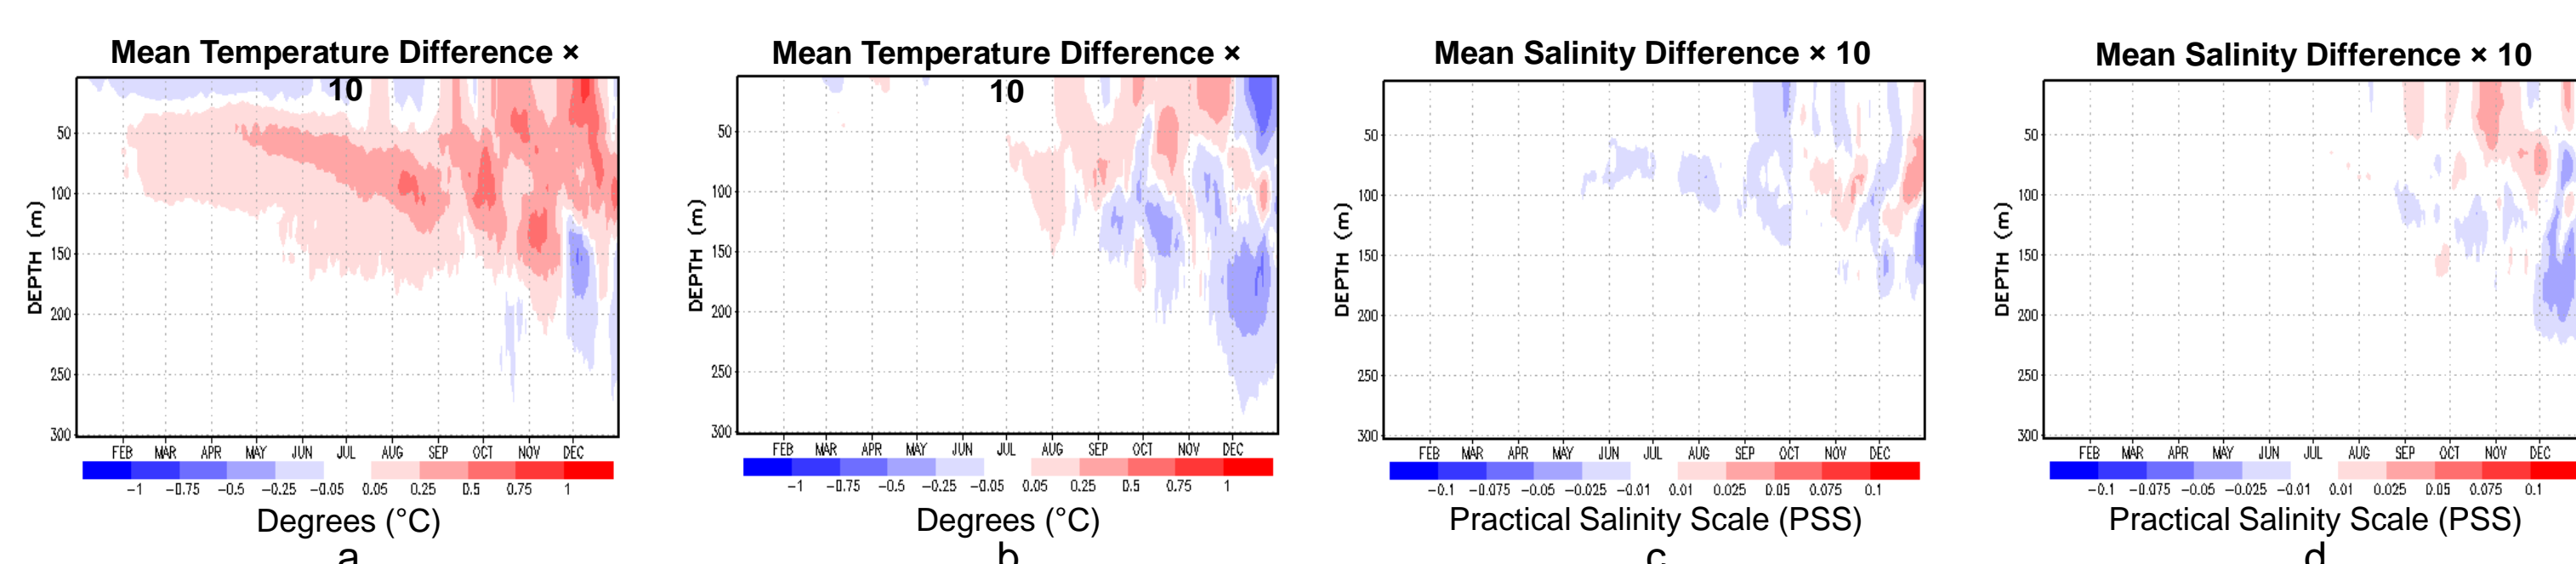 Mean Temperature Difference ×
10
50
100
150
200
250
300
DEPTH (m)
FEB MAR APR MAY JUN JUL AUG SEP OCT NOV DEC
−1 −0.75 −0.5 −0.25 −0.05 0.05 0.25 0.5 0.75 1
Degrees (°C)
a
Mean Temperature Difference ×
10
50
100
150
200
250
300
DEPTH (m)
FEB MAR APR MAY JUN JUL AUG SEP OCT NOV DEC
−1 −0.75 −0.5 −0.25 −0.05 0.05 0.25 0.5 0.75 1
Degrees (°C)
b
Mean Salinity Difference × 10
50
100
150
200
250
300
DEPTH (m)
FEB MAR APR MAY JUN JUL AUG SEP OCT NOV DEC
−0.1 −0.075 −0.05 −0.025 −0.01 0.01 0.025 0.05 0.075 0.1
Practical Salinity Scale (PSS)
c
Mean Salinity Difference × 10
50
100
150
200
250
300
DEPTH (m)
FEB MAR APR MAY JUN JUL AUG SEP OCT NOV DEC
−0.1 −0.075 −0.05 −0.025 −0.01 0.01 0.025 0.05 0.075 0.1
Practical Salinity Scale (PSS)
d